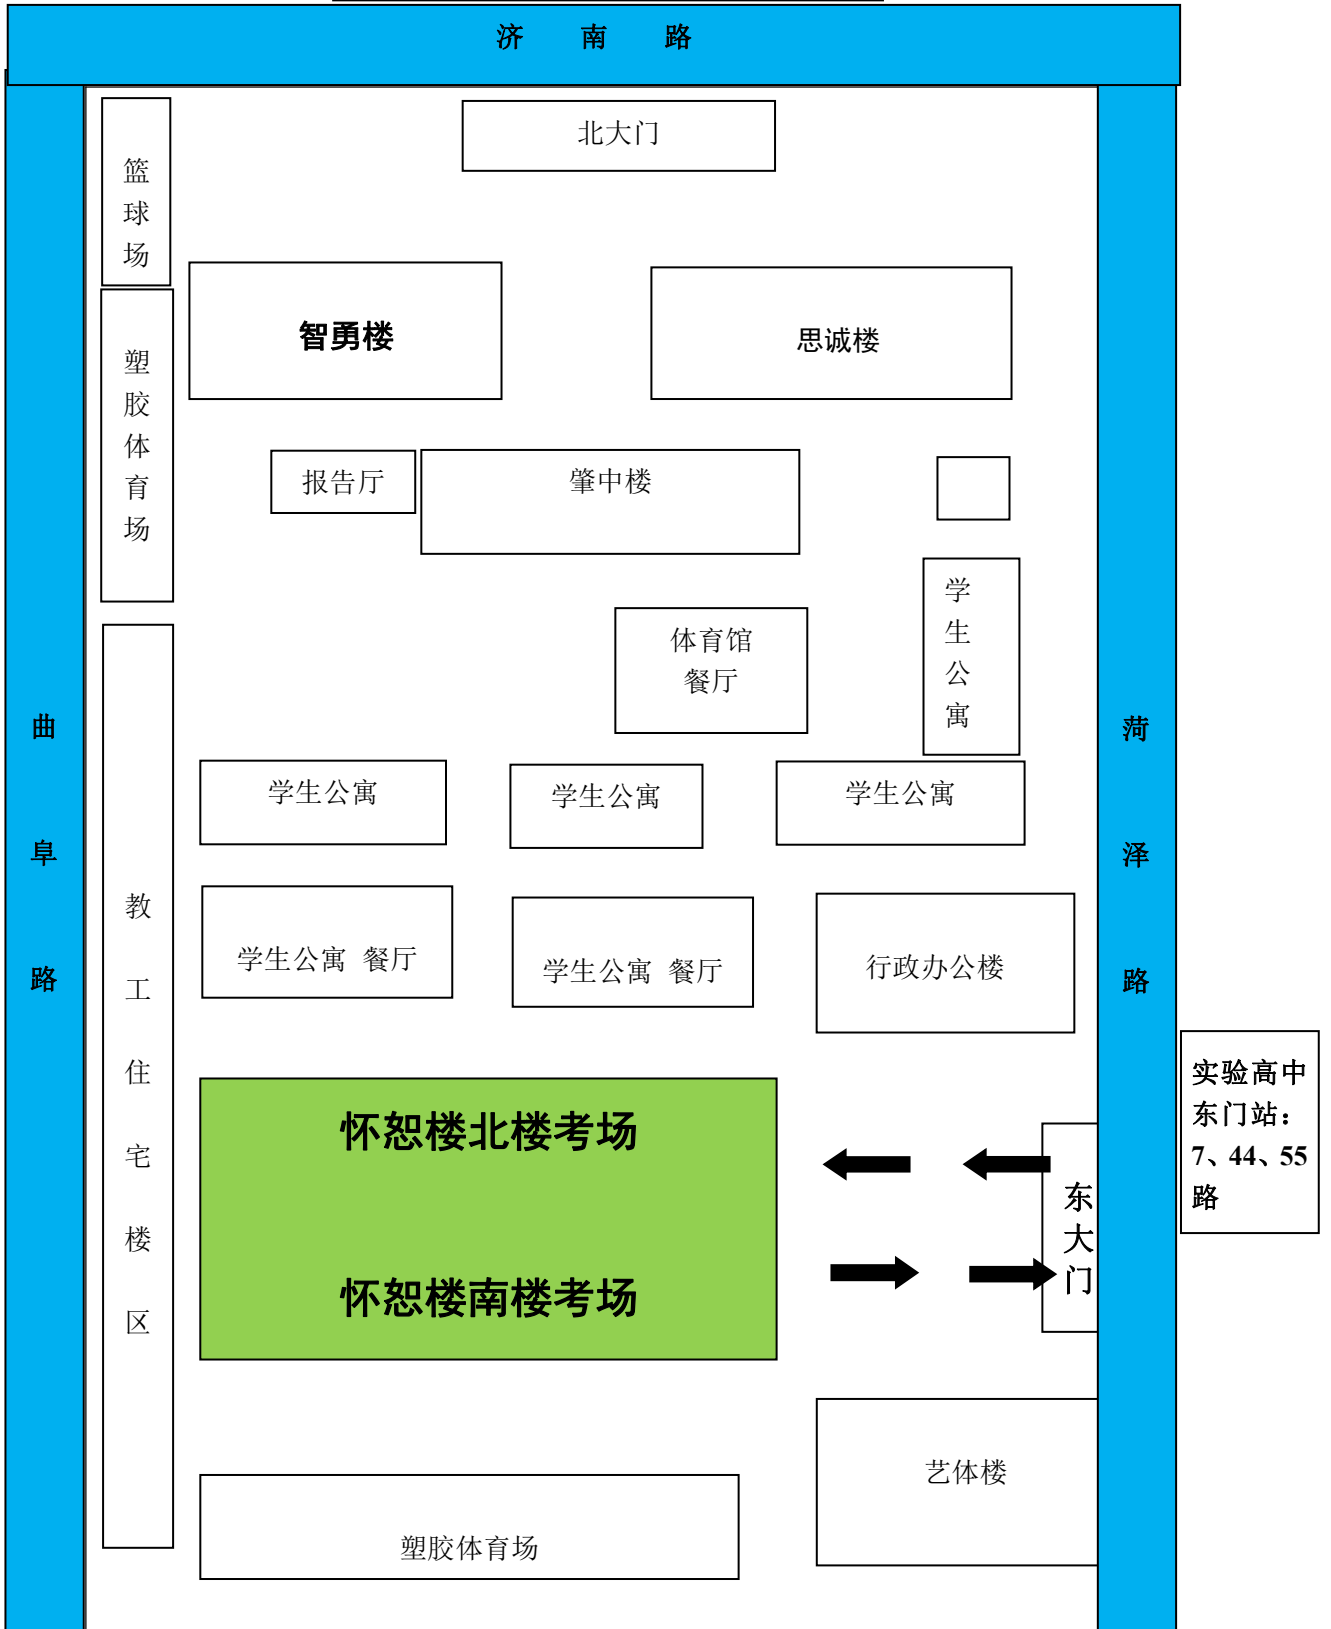 济 南 路
北大门
篮球场
智勇楼
思诚楼
塑胶体育场
报告厅
肇中楼
学生公寓
体育馆
餐厅
曲阜路
菏泽路
学生公寓
学生公寓
学生公寓
教工住宅楼区
学生公寓 餐厅
学生公寓 餐厅
行政办公楼
实验高中
东门站：
7、44、55
路
怀恕楼北楼考场
东大门
怀恕楼南楼考场
艺体楼
塑胶体育场